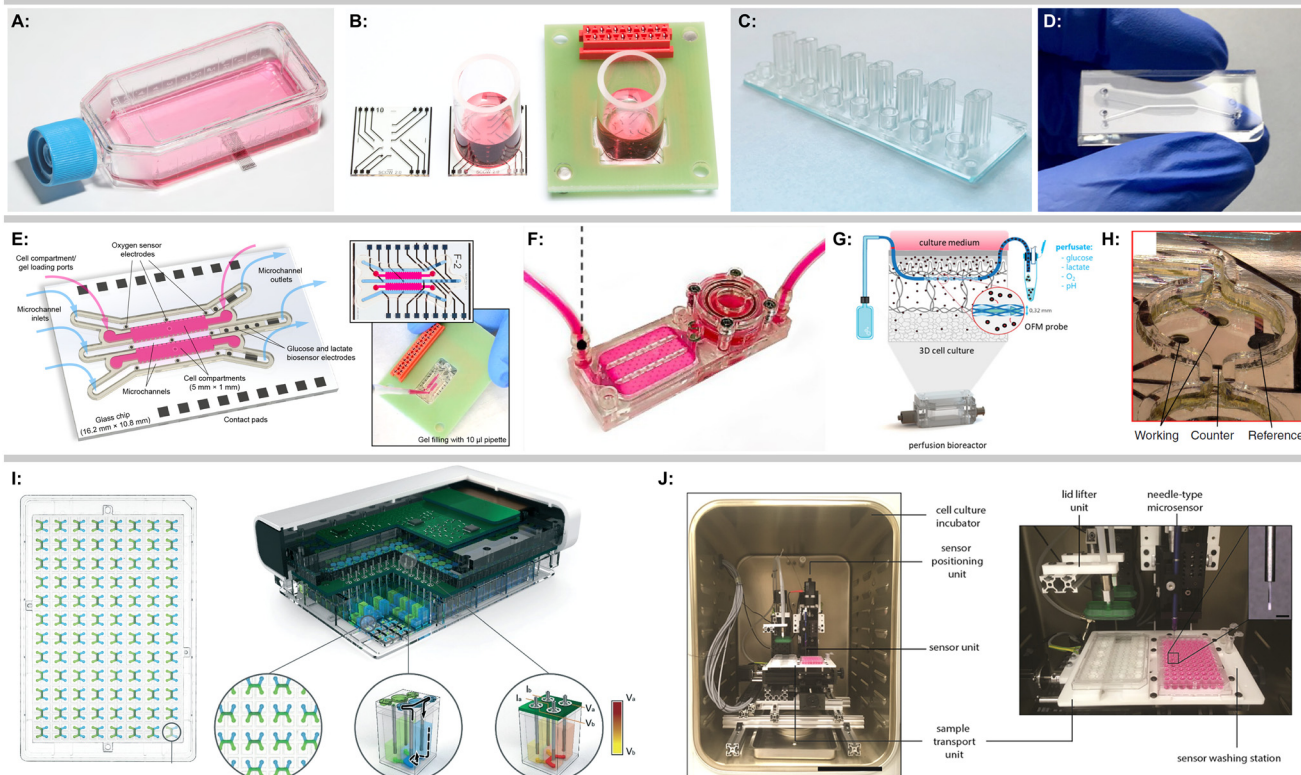 A:
B:
10
C:
D:
E:
Oxygen sensor
electrodes
Cell compartment/
gel loading ports
Microchannel
outlets
Microchannel
inlets
Glucose and lactate
biosensor electrodes
Microchannels
Cell compartments
(5 mm × 1 mm)
Glass chip
(16.2 mm × 10.8 mm)
Contact pads
F-2
Gel filling with 10 µl pipette
F:
G:
culture medium
perfusate:
- glucose
- lactate
- O₂
- pH
0.32 mm
OFM probe
3D cell culture
perfusion bioreactor
H:
Working
Counter
Reference
I:
Ib
Ia
Va
Vb
Va
Vb
J:
cell culture
incubator
sensor
positioning
unit
sensor unit
sample
transport
unit
lid lifter
unit
needle-type
microsensor
sensor washing station